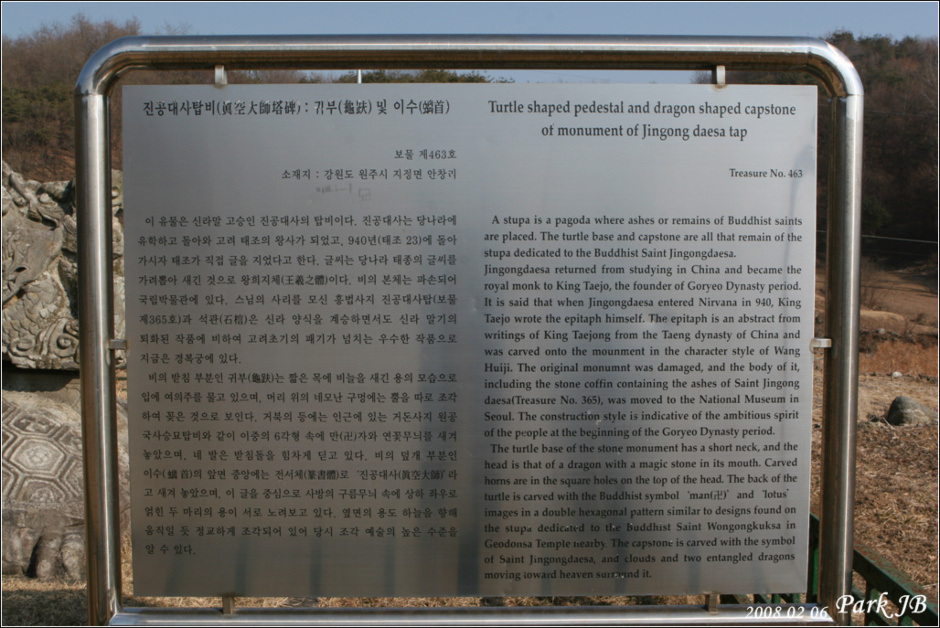 진공대사탑비(眞空大師塔碑) : 귀부(龜趺) 및 이수(螭首)
보물 제463호
소재지 : 강원도 원주시 지정면 안창리
이 유물은 신라말 고승인 진공대사의 탑비이다. 진공대사는 당나라에
유학하고 돌아와 고려 태조의 왕사가 되었고, 940년(태조 23)에 돌아
가시자 태조가 직접 글을 지었다고 한다. 글씨는 당나라 태종의 글씨를
가려뽑아 새긴 것으로 왕희지체(王羲之體)이다. 비의 본체는 파손되어
국립박물관에 있다. 스님의 사리를 모신 흥법사지 진공대사탑(보물
제365호)과 석관(石棺)은 신라 양식을 계승하면서도 신라 말기의
퇴화된 작품에 비하여 고려초기의 패기가 넘치는 우수한 작품으로
지금은 경복궁에 있다.
비의 받침 부분인 귀부(龜趺)는 짧은 목에 비늘을 새긴 용의 모습으로
입에 여의주를 물고 있으며, 머리 위의 네모난 구멍에는 뿔을 따로 조각
하여 꽂은 것으로 보인다. 거북의 등에는 인근에 있는 거돈사지 원공
국사승묘탑비와 같이 이중의 6각형 속에 만(卍)자와 연꽃무늬를 새겨
놓았으며, 네 발은 받침돌을 힘차게 딛고 있다. 비의 덮개 부분인
이수(螭首)의 앞면 중앙에는 전서체(篆書體)로 '진공대사(眞空大師)'라
고 새겨 놓았으며, 이 글을 중심으로 사방의 구름무늬 속에 상하 좌우로
얽힌 두 마리의 용이 서로 노려보고 있다. 옆면의 용도 하늘을 향해
움직일 듯 정교하게 조각되어 있어 당시 조각 예술의 높은 수준을
알 수 있다.
Turtle shaped pedestal and dragon shaped capstone
of monument of Jingong daesa tap
Treasure No. 463
A stupa is a pagoda where ashes or remains of Buddhist saints
are placed. The turtle base and capstone are all that remain of the
stupa dedicated to the Buddhist Saint Jingongdaesa.
Jingongdaesa returned from studying in China and became the
royal monk to King Taejo, the founder of Goryeo Dynasty period.
It is said that when Jingongdaesa entered Nirvana in 940, King
Taejo wrote the epitaph himself. The epitaph is an abstract from
writings of King Taejong from the Taeng dynasty of China and
was carved onto the mounment in the character style of Wang
Huiji. The original monumnt was damaged, and the body of it,
including the stone coffin containing the ashes of Saint Jingong
daesa(Treasure No. 365), was moved to the National Museum in
Seoul. The construction style is indicative of the ambitious spirit
of the people at the beginning of the Goryeo Dynasty period.
The turtle base of the stone monument has a short neck, and the
head is that of a dragon with a magic stone in its mouth. Carved
horns are in the square holes on the top of the head. The back of the
turtle is carved with the Buddhist symbol 'man(卍)' and 'lotus'
images in a double hexagonal pattern similar to designs found on
the stupa dedicated to the buddhist Saint Wongongkuksa in
Geodonsa Temple nearby. The capstone is carved with the symbol
of Saint Jingongdaesa, and clouds and two entangled dragons
moving toward heaven surround it.
2008 02 06 Park JB